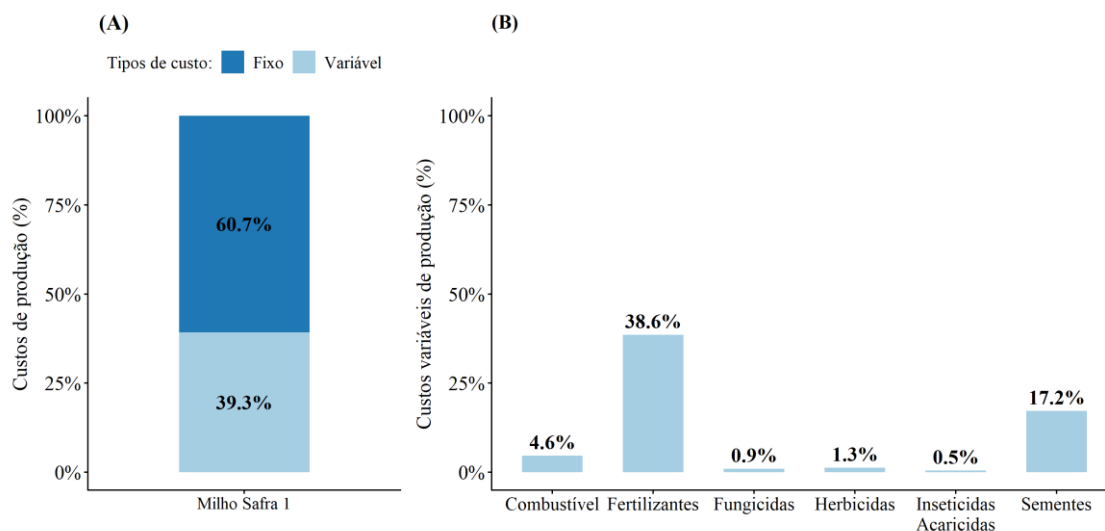 (A)
Tipos de custo: Fixo Variável
Custos de produção (%)
100%
75%
50%
25%
0%
60.7%
39.3%
Milho Safra 1
(B)
Custos variáveis de produção (%)
100%
75%
50%
25%
0%
4.6%
38.6%
0.9%
1.3%
0.5%
17.2%
Combustível Fertilizantes Fungicidas Herbicidas Inseticidas Sementes
Acaricidas